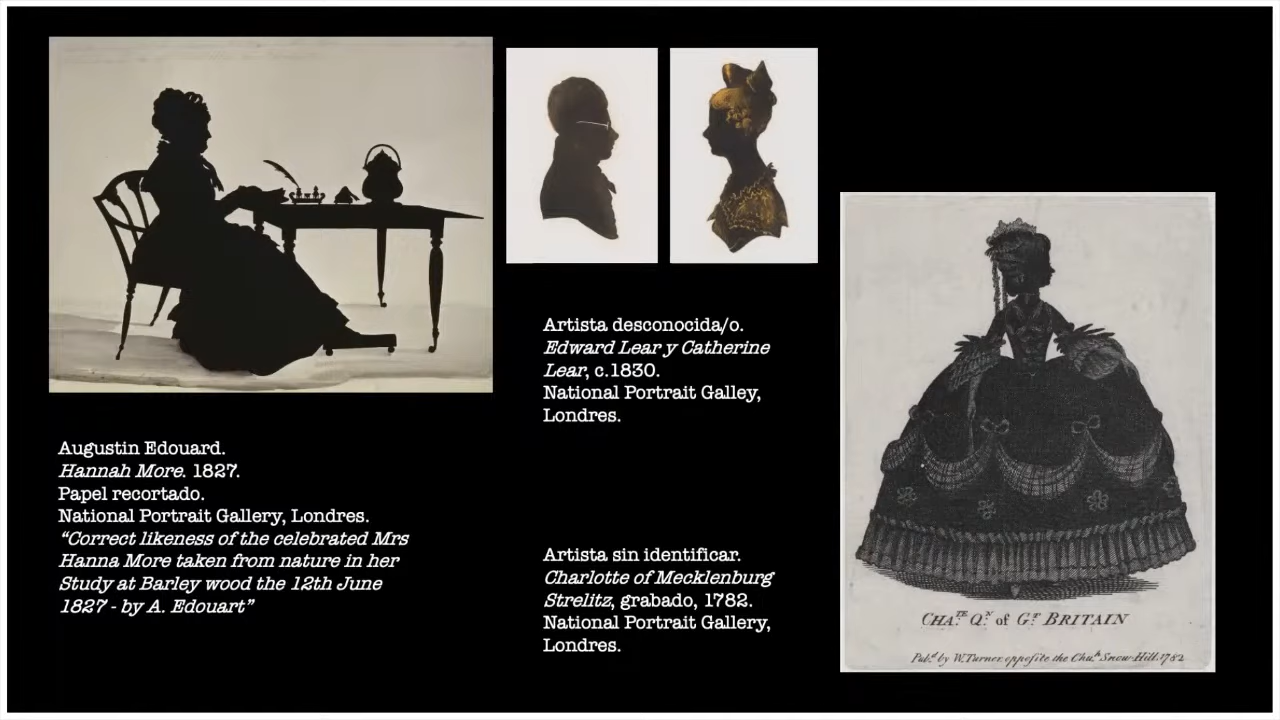 Augustin Edouard.
Hannah More. 1827.
Papel recortado.
National Portrait Gallery, Londres.
“Correct likeness of the celebrated Mrs
Hanna More taken from nature in her
Study at Barley wood the 12th June
1827 - by A. Edouart”
Artista desconocida/o.
Edward Lear y Catherine
Lear, c.1830.
National Portrait Galley,
Londres.
Artista sin identificar.
Charlotte of Mecklenburg
Strelitz, grabado, 1782.
National Portrait Gallery,
Londres.
CHA.TE Q.N of G.T BRITAIN
Pub.d by W.Turner opposite the Chu.h Snow-Hill.1782